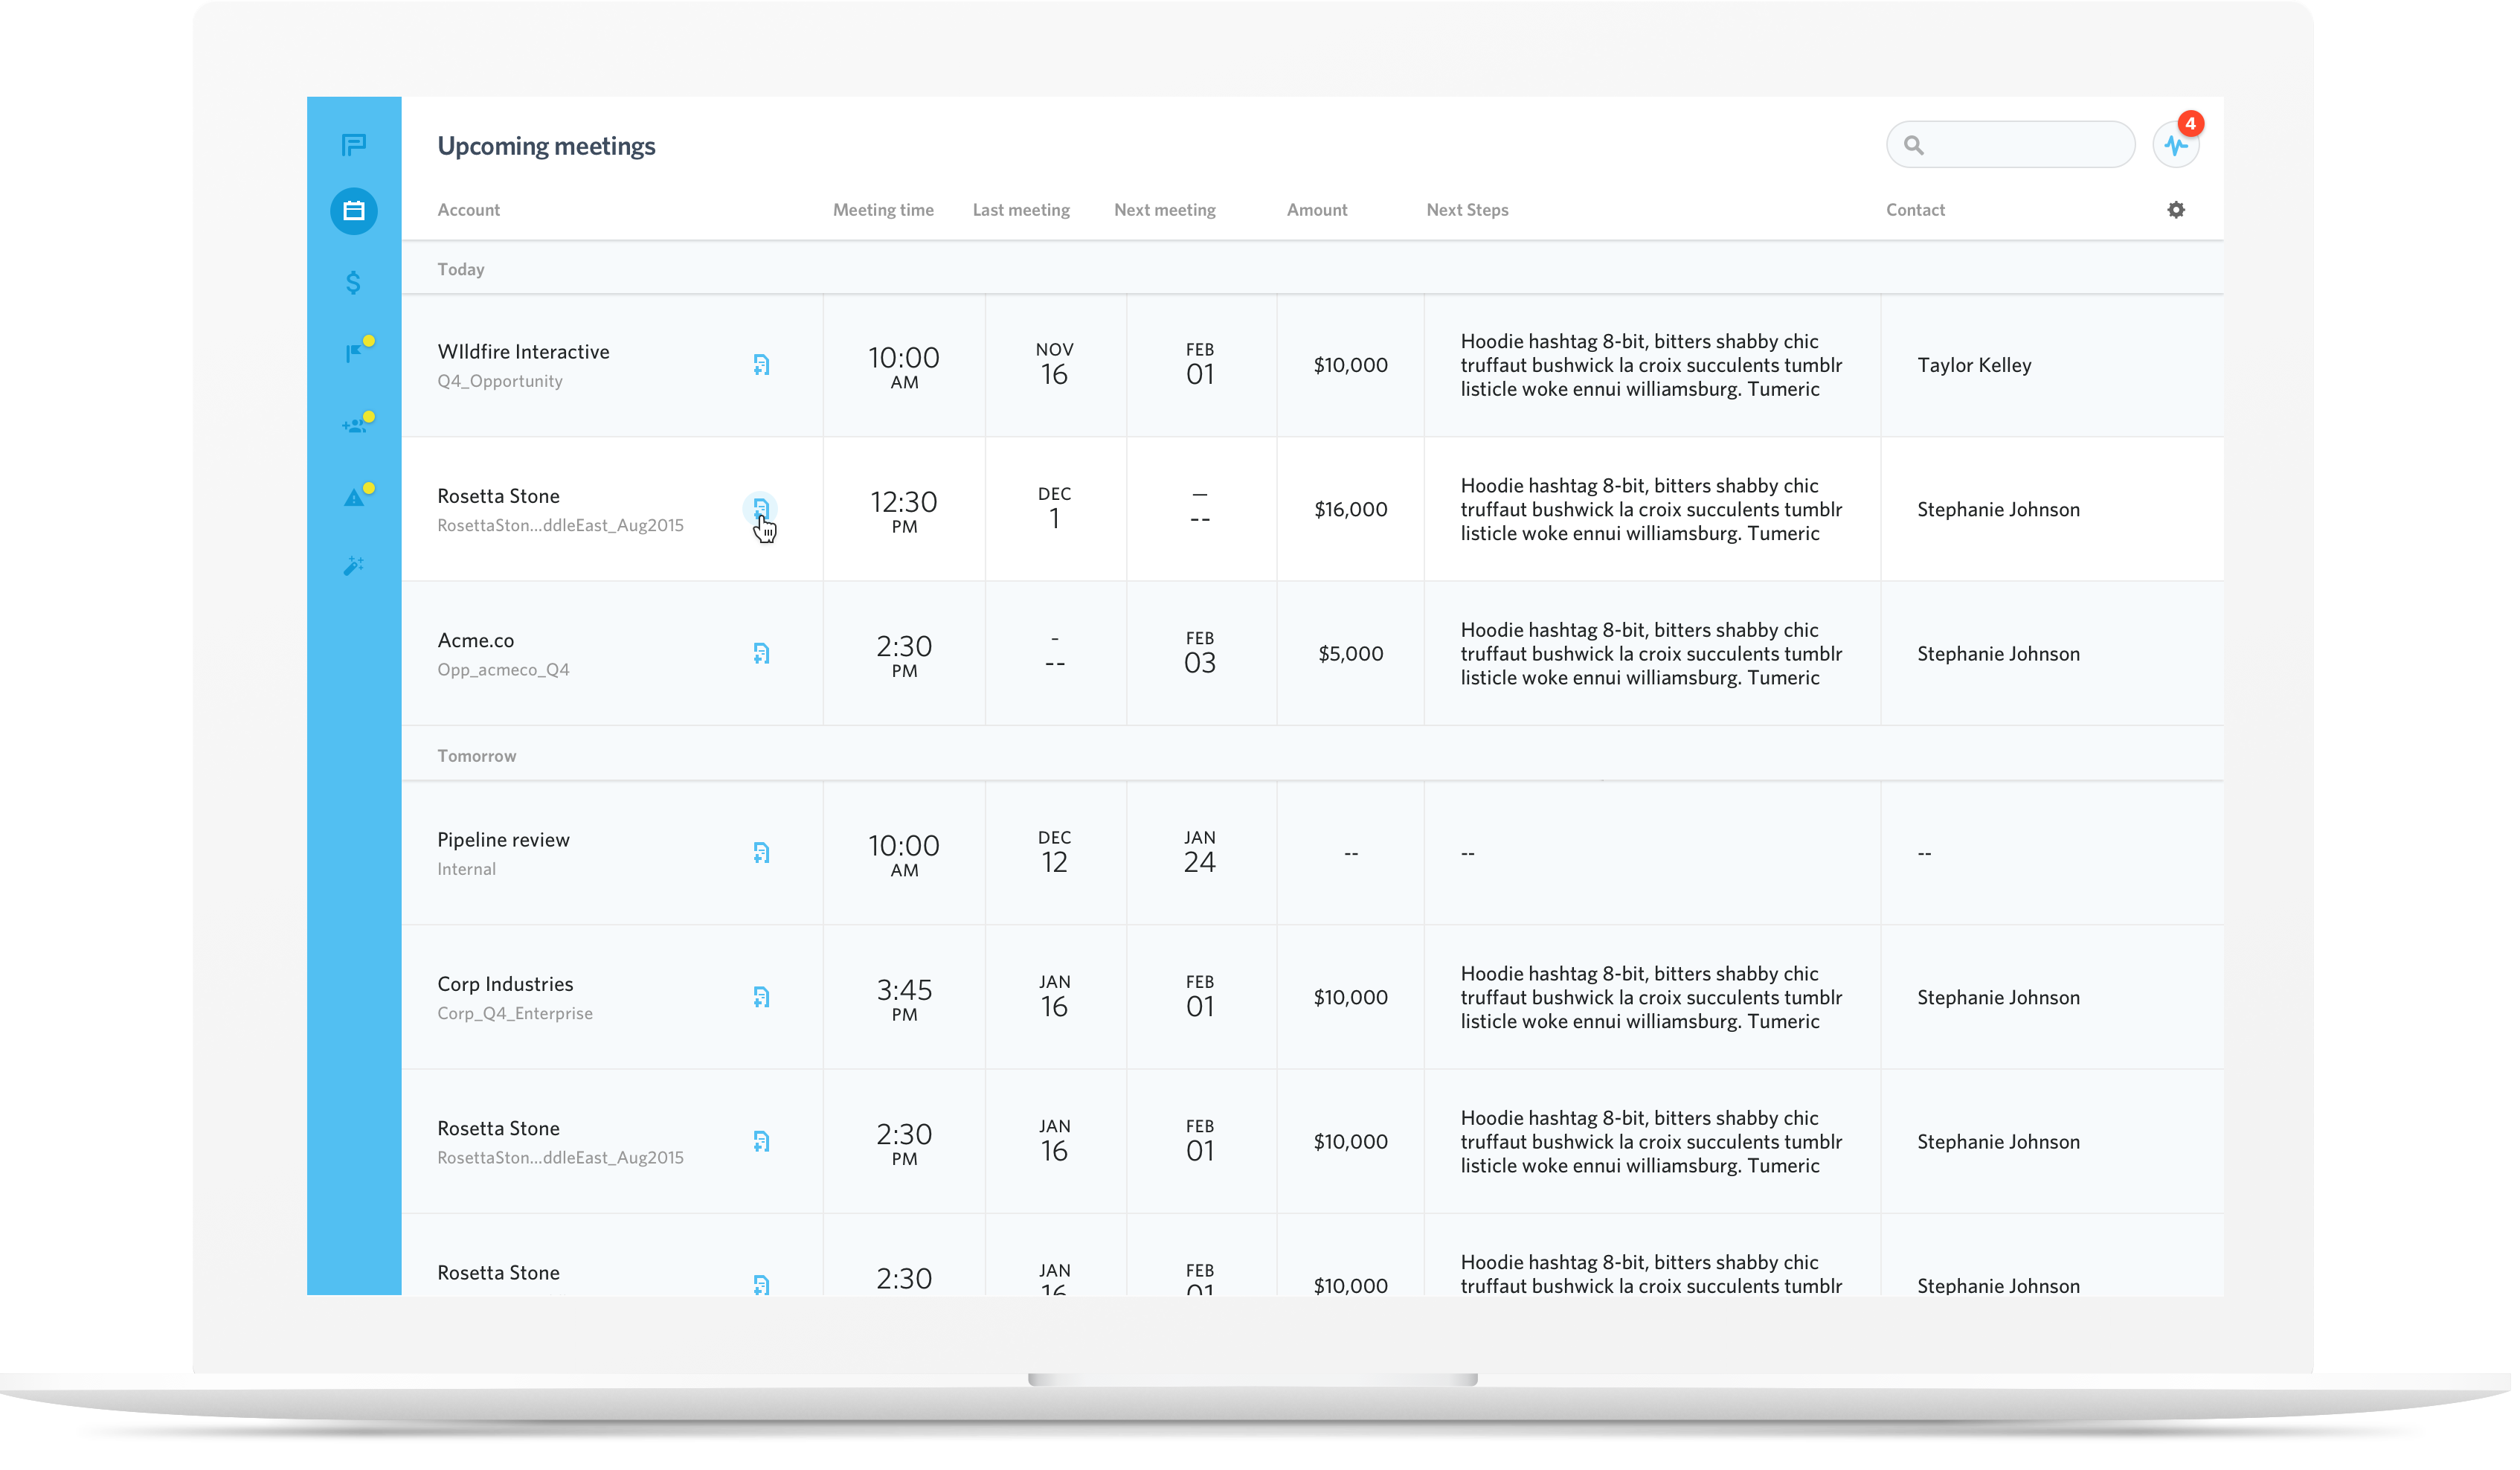 Upcoming meetings
4
Account Meeting time Last meeting Next meeting Amount Next Steps Contact
Today
WIldfire Interactive
Q4_Opportunity
10:00
AM
NOV
16
FEB
01
$10,000
Hoodie hashtag 8-bit, bitters shabby chic
truffaut bushwick la croix succulents tumblr
listicle woke ennui williamsburg. Tumeric
Taylor Kelley
Rosetta Stone
RosettaSton...ddleEast_Aug2015
12:30
PM
DEC
1
—
--
$16,000
Hoodie hashtag 8-bit, bitters shabby chic
truffaut bushwick la croix succulents tumblr
listicle woke ennui williamsburg. Tumeric
Stephanie Johnson
Acme.co
Opp_acmeco_Q4
2:30
PM
-
--
FEB
03
$5,000
Hoodie hashtag 8-bit, bitters shabby chic
truffaut bushwick la croix succulents tumblr
listicle woke ennui williamsburg. Tumeric
Stephanie Johnson
Tomorrow
Pipeline review
Internal
10:00
AM
DEC
12
JAN
24
--
--
--
Corp Industries
Corp_Q4_Enterprise
3:45
PM
JAN
16
FEB
01
$10,000
Hoodie hashtag 8-bit, bitters shabby chic
truffaut bushwick la croix succulents tumblr
listicle woke ennui williamsburg. Tumeric
Stephanie Johnson
Rosetta Stone
RosettaSton...ddleEast_Aug2015
2:30
PM
JAN
16
FEB
01
$10,000
Hoodie hashtag 8-bit, bitters shabby chic
truffaut bushwick la croix succulents tumblr
listicle woke ennui williamsburg. Tumeric
Stephanie Johnson
Rosetta Stone
2:30
JAN
16
FEB
01
$10,000
Hoodie hashtag 8-bit, bitters shabby chic
truffaut bushwick la croix succulents tumblr
Stephanie Johnson